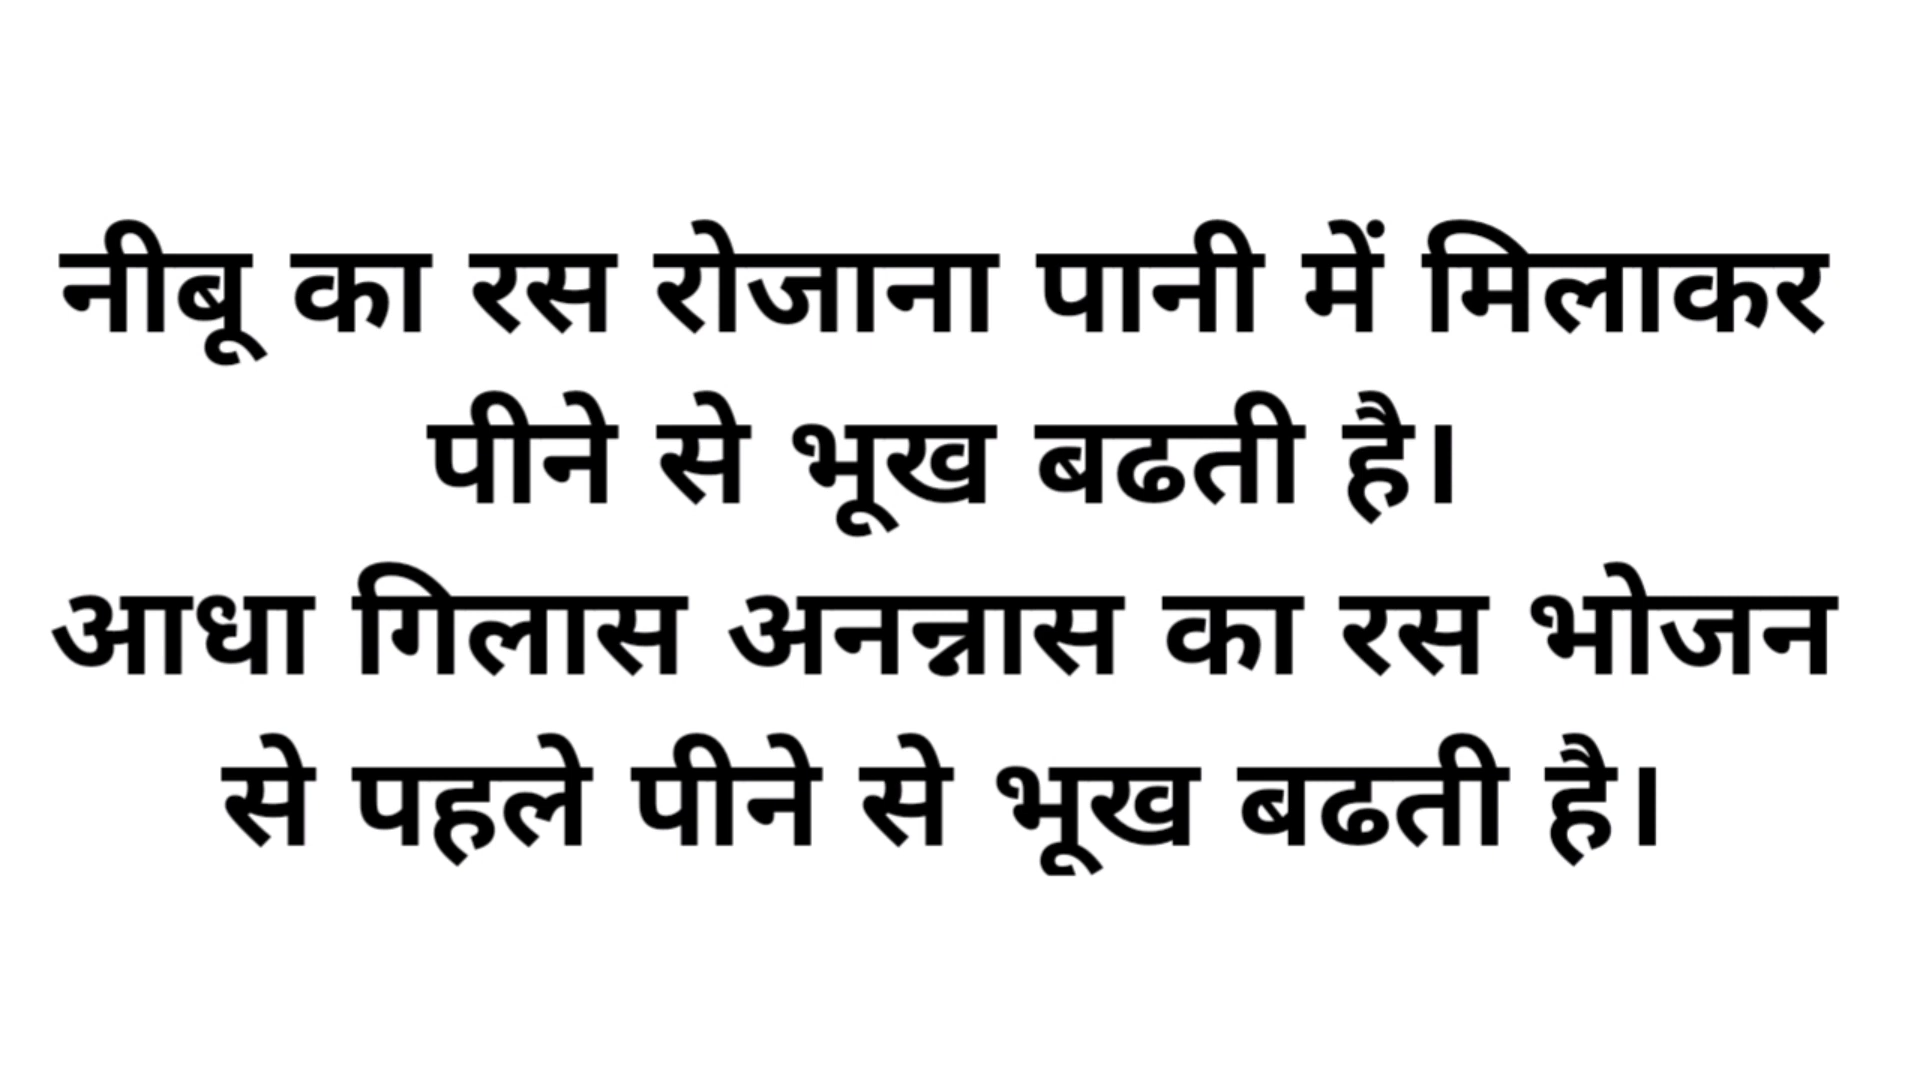 नीबू का रस रोजाना पानी में मिलाकर
पीने से भूख बढती है।
आधा गिलास अनन्नास का रस भोजन
से पहले पीने से भूख बढती है।